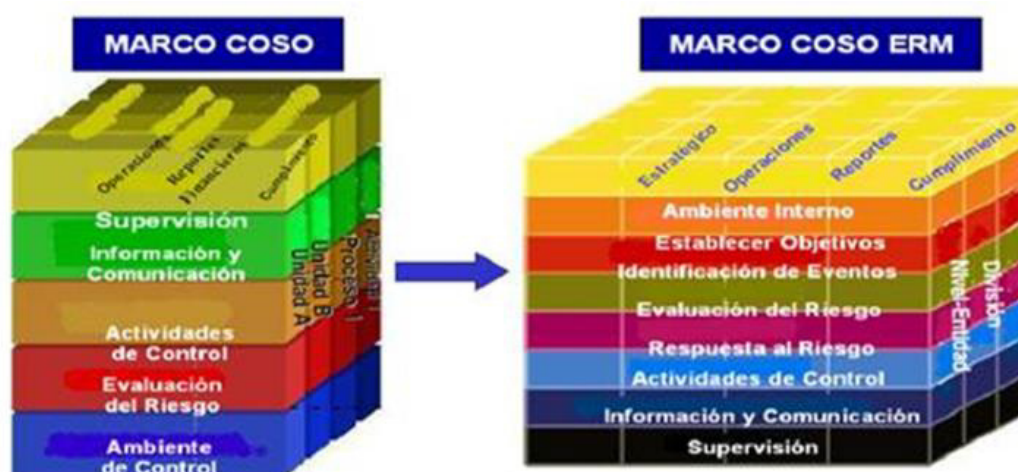 MARCO COSO
Operaciones
Reportes
Financieros
Supervisión
Información y
Comunicación
Actividades
de Control
Evaluación
del Riesgo
Ambiente
de Control
Unidad A
Unidad B
Proceso 1
MARCO COSO ERM
Estratégico
Operaciones
Reportes
Cumplimiento
Ambiente Interno
Establecer Objetivos
Identificación de Eventos
Evaluación del Riesgo
Respuesta al Riesgo
Actividades de Control
Información y Comunicación
Supervisión
Nivel-Entidad
División